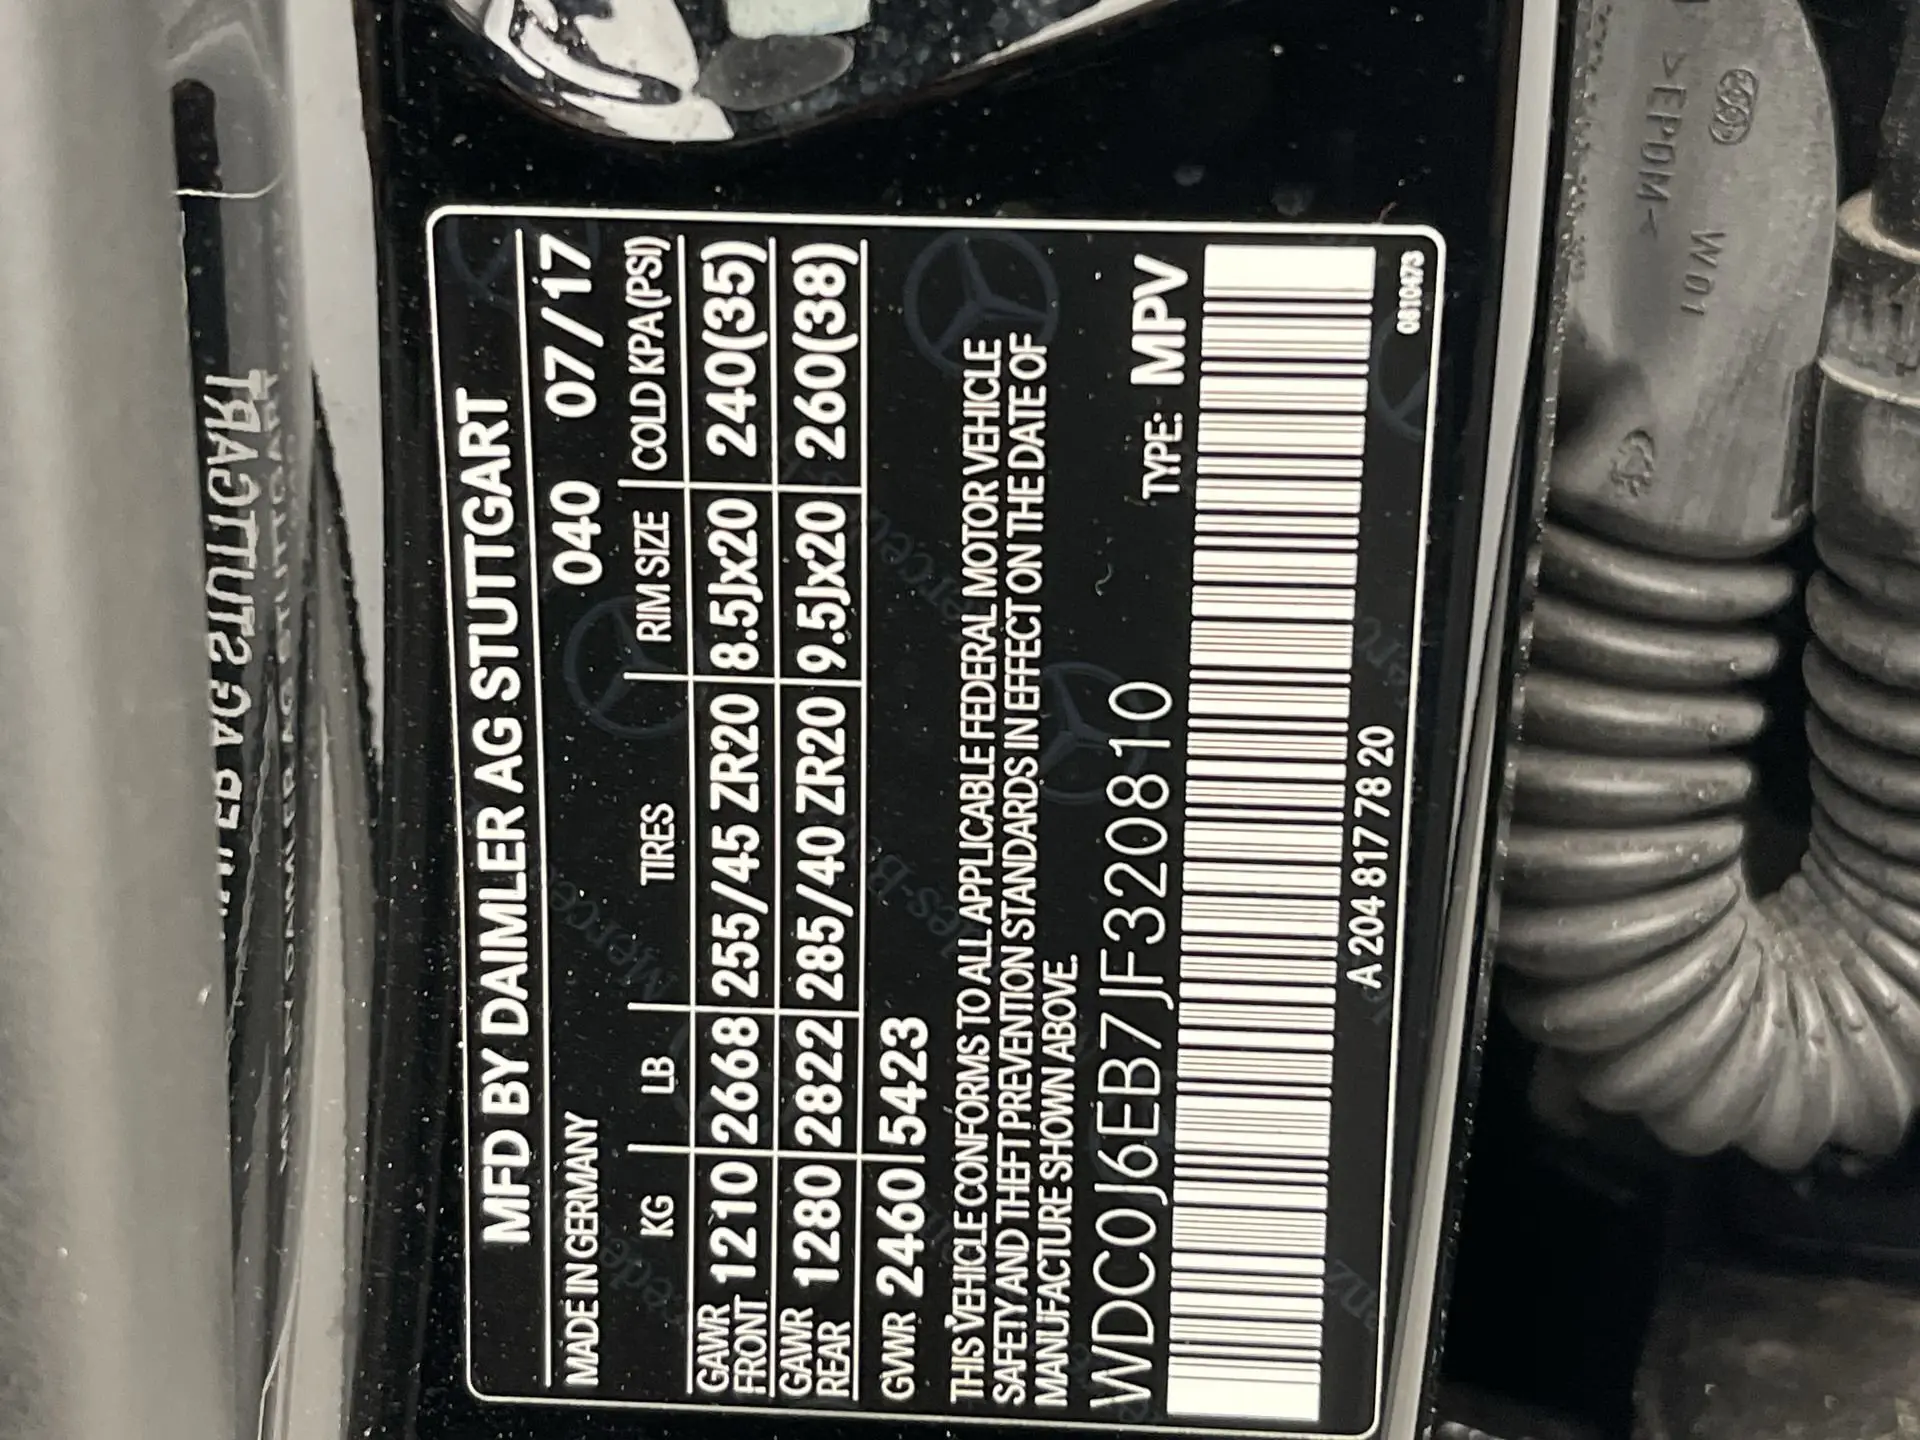 MFD BY DAIMLER AG STUTTGART
MADE IN GERMANY 040 07/17
KG LB TIRES RIM SIZE COLD KPA (PSI)
GAWR FRONT 1210 2668 255/45 ZR20 8.5Jx20 240(35)
GAWR REAR 1280 2822 285/40 ZR20 9.5Jx20 260(38)
GVWR 2460 5423
THIS VEHICLE CONFORMS TO ALL APPLICABLE FEDERAL MOTOR VEHICLE
SAFETY AND THEFT PREVENTION STANDARDS IN EFFECT ON THE DATE OF
MANUFACTURE SHOWN ABOVE.
WDC0J6EB7JF320810 TYPE: MPV
A 204 817 78 20
0810473
>EPDM<
W01